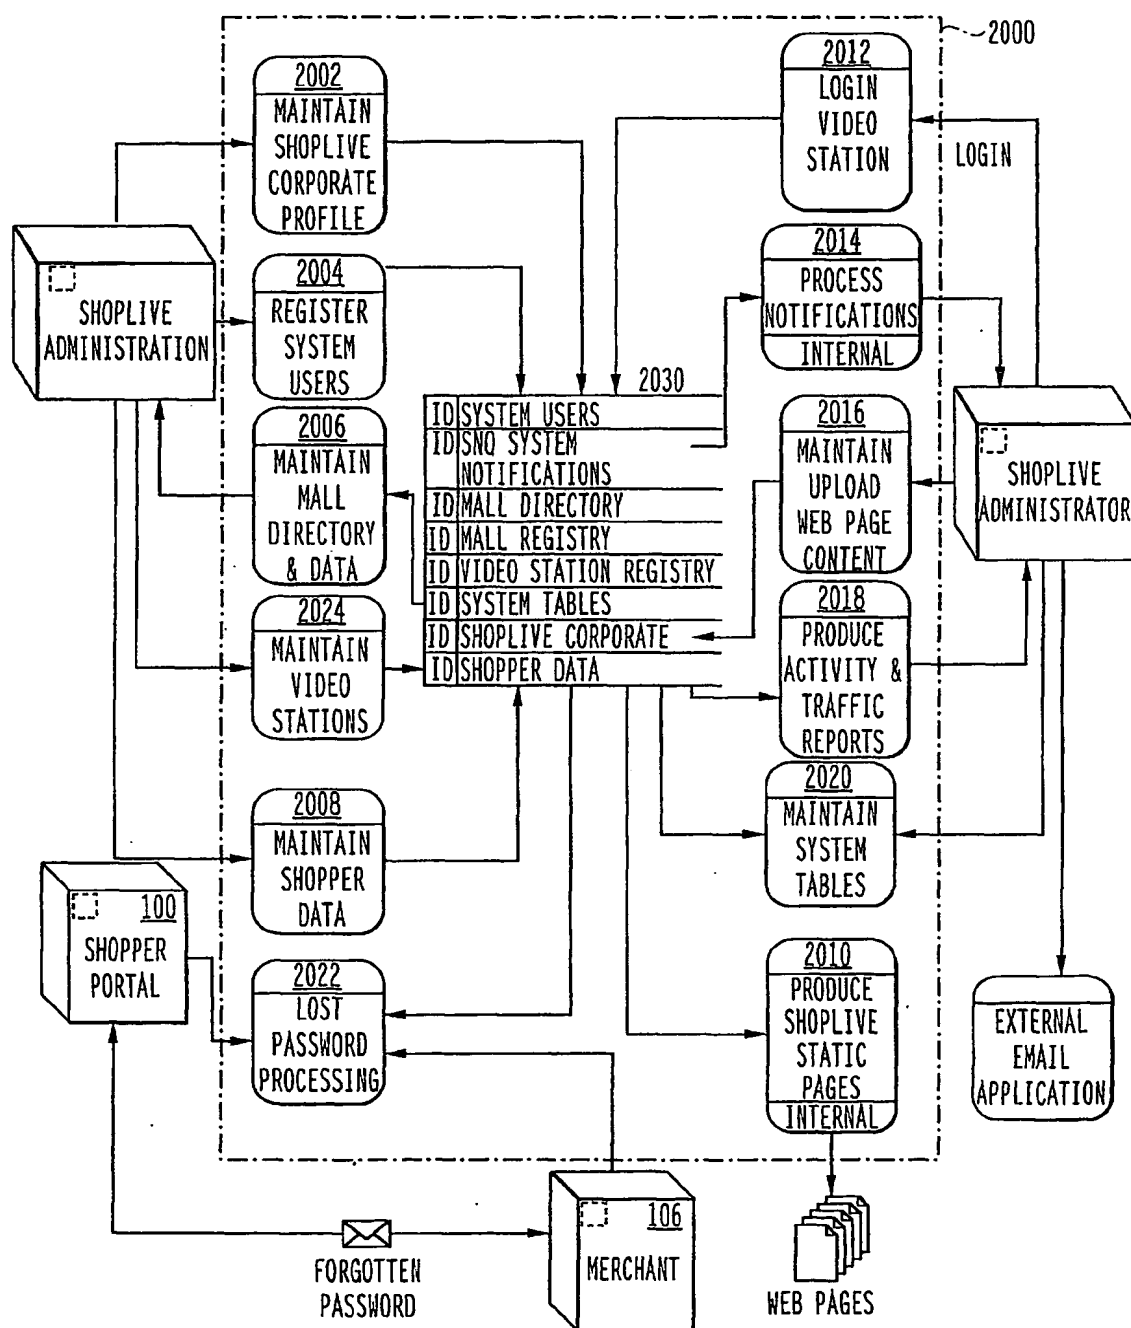 2000
2002
MAINTAIN
SHOPLIVE
CORPORATE
PROFILE
2012
LOGIN
VIDEO
STATION
LOGIN
SHOPLIVE
ADMINISTRATION
2004
REGISTER
SYSTEM
USERS
2014
PROCESS
NOTIFICATIONS
INTERNAL
2030
ID SYSTEM USERS
ID SNQ SYSTEM
NOTIFICATIONS
ID MALL DIRECTORY
ID MALL REGISTRY
ID VIDEO STATION REGISTRY
ID SYSTEM TABLES
ID SHOPLIVE CORPORATE
ID SHOPPER DATA
2006
MAINTAIN
MALL
DIRECTORY
& DATA
2016
MAINTAIN
UPLOAD
WEB PAGE
CONTENT
SHOPLIVE
ADMINISTRATOR
2024
MAINTAIN
VIDEO
STATIONS
2018
PRODUCE
ACTIVITY &
TRAFFIC
REPORTS
2008
MAINTAIN
SHOPPER
DATA
2020
MAINTAIN
SYSTEM
TABLES
100
SHOPPER
PORTAL
2022
LOST
PASSWORD
PROCESSING
2010
PRODUCE
SHOPLIVE
STATIC
PAGES
INTERNAL
EXTERNAL
EMAIL
APPLICATION
106
MERCHANT
FORGOTTEN
PASSWORD
WEB PAGES